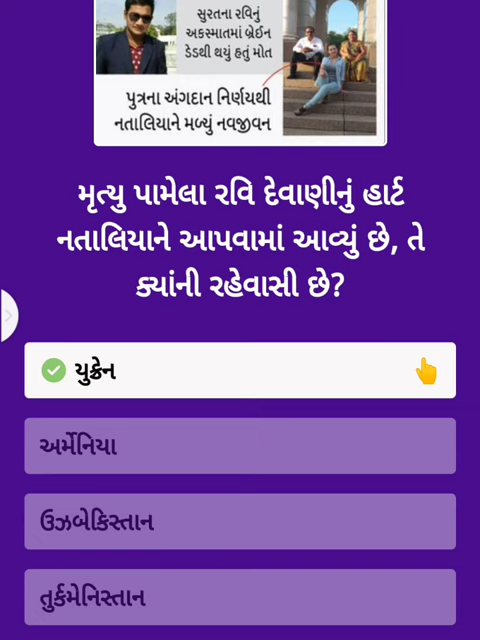 સુરતના રવિનું
અકસ્માતમાં બ્રેઈન
ડેડથી થયું હતું મોત
પુત્રના અંગદાન નિર્ણયથી
નતાલિયાને મળ્યું નવજીવન
મૃત્યુ પામેલા રવિ દેવાણીનું હાર્ટ
નતાલિયાને આપવામાં આવ્યું છે, તે
ક્યાંની રહેવાસી છે?
યુક્રેન
અર્મેનિયા
ઉઝબેકિસ્તાન
તુર્કમેનિસ્તાન